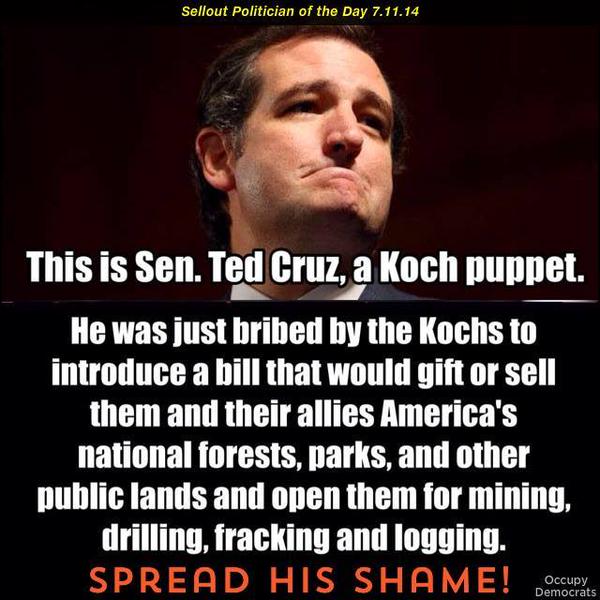 Sellout Politician of the Day 7.11.14
This is Sen. Ted Cruz, a Koch puppet.
He was just bribed by the Kochs to
introduce a bill that would gift or sell
them and their allies America's
national forests, parks, and other
public lands and open them for mining,
drilling, fracking and logging.
SPREAD HIS SHAME!
Occupy
Democrats